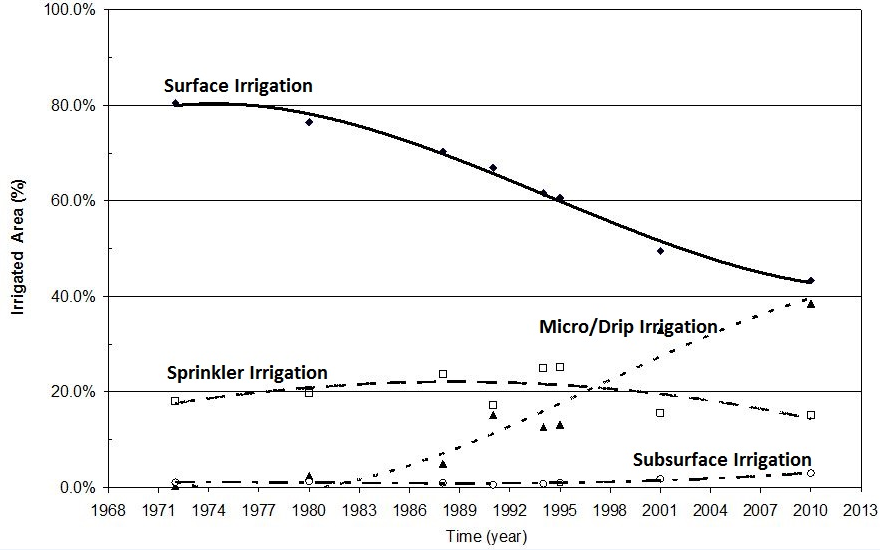 100.0%
Surface Irrigation
80.0%
60.0%
Irrigated Area (%)
40.0%
Micro/Drip Irrigation
Sprinkler Irrigation
20.0%
Subsurface Irrigation
0.0%
1968 1971 1974 1977 1980 1983 1986 1989 1992 1995 1998 2001 2004 2007 2010 2013
Time (year)